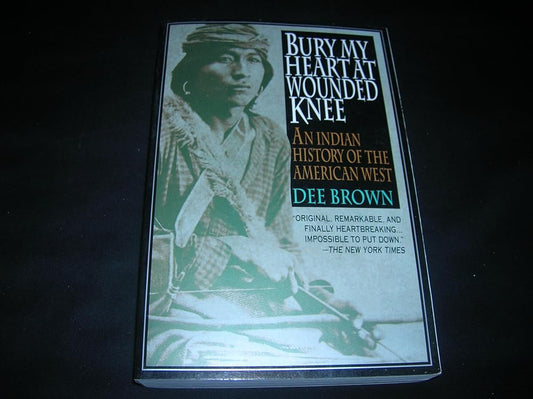 BURY MY
HEART AT
WOUNDED
KNEE
AN INDIAN
HISTORY OF THE
AMERICAN WEST
DEE BROWN
"ORIGINAL, REMARKABLE, AND
FINALLY HEARTBREAKING...
IMPOSSIBLE TO PUT DOWN."
—THE NEW YORK TIMES